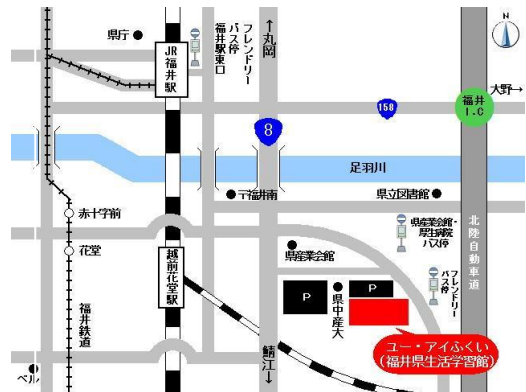 県庁
JR福井駅
フレンドリーバス停
福井駅東口
↑丸岡
N
大野→
福井
I.C
158
8
足羽川
〒福井南
県立図書館
赤十字前
花堂
越前花堂駅
福井鉄道
ベル
県産業会館・
厚生病院
バス停
北陸自動車道
県産業会館
フレンドリー
バス停
P
県中産大
P
ユー・アイふくい
(福井県生活学習館)
鯖江↓